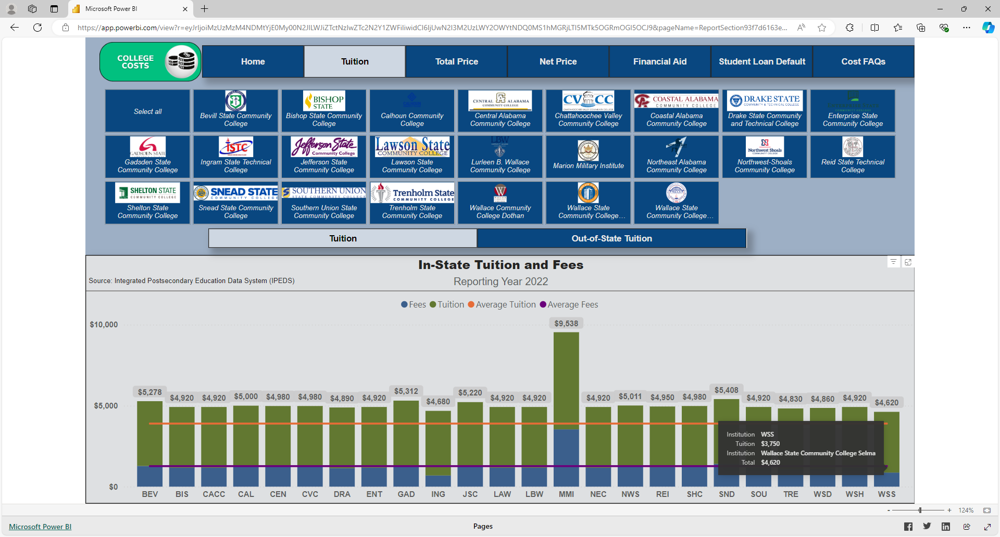 Microsoft Power BI
https://app.powerbi.com/view?r=eyJrIjoiMzUzMzM4NDMtYjE0My00N2JlLWJiZTctNzIwZTc2N2Y1ZWFiIiwidCI6IjUwN2I3M2UzLWY2OWYtNDQ0MS1hMGRjLTI5MTk5OGRmOGI5OCJ9&pageName=ReportSection93f7d6163e...
COLLEGE COSTS
Home
Tuition
Total Price
Net Price
Financial Aid
Student Loan Default
Cost FAQs
Select all
Bevill State Community College
BISHOP STATE
Bishop State Community College
Calhoun Community College
CENTRAL ALABAMA
COMMUNITY COLLEGE
Central Alabama Community College
CVCC
CHATTAHOOCHEE VALLEY COMMUNITY COLLEGE
Chattahoochee Valley Community College
COASTAL ALABAMA
COMMUNITY COLLEGE
Coastal Alabama Community College
DRAKE STATE
COMMUNITY & TECHNICAL COLLEGE
Drake State Community and Technical College
Enterprise State Community College
GADSDEN STATE
Gadsden State Community College
ISTC
Ingram State Technical College
Jefferson State
Community College
Jefferson State Community College
Lawson State
COMMUNITY COLLEGE
Lawson State Community College
LBW
Lurleen B. Wallace Community College
Marion Military Institute
Northeast Alabama Community College
Northwest Shoals
COMMUNITY COLLEGE
Northwest-Shoals Community College
Reid State Technical College
SHELTON STATE
COMMUNITY COLLEGE
Shelton State Community College
SNEAD STATE
COMMUNITY COLLEGE
Snead State Community College
SOUTHERN UNION
STATE COMMUNITY COLLEGE
Southern Union State Community College
Trenholm State
COMMUNITY COLLEGE
Trenholm State Community College
Wallace Community College Dothan
Wallace State Community College...
WCCS
Wallace State Community College...
Tuition
Out-of-State Tuition
In-State Tuition and Fees
Source: Integrated Postsecondary Education Data System (IPEDS)
Reporting Year 2022
Fees Tuition Average Tuition Average Fees
$10,000
$5,000
$0
$5,278 $4,920 $4,920 $5,000 $4,980 $4,980 $4,890 $4,920 $5,312 $4,680 $5,220 $4,920 $4,920 $9,538 $4,920 $5,011 $4,950 $4,980 $5,408 $4,920 $4,830 $4,860 $4,920 $4,620
Institution WSS
Tuition $3,750
Institution Wallace State Community College Selma
Total $4,620
BEV BIS CACC CAL CEN CVC DRA ENT GAD ING JSC LAW LBW MMI NEC NWS REI SHC SND SOU TRE WSD WSH WSS
- + 124%
Microsoft Power BI
Pages